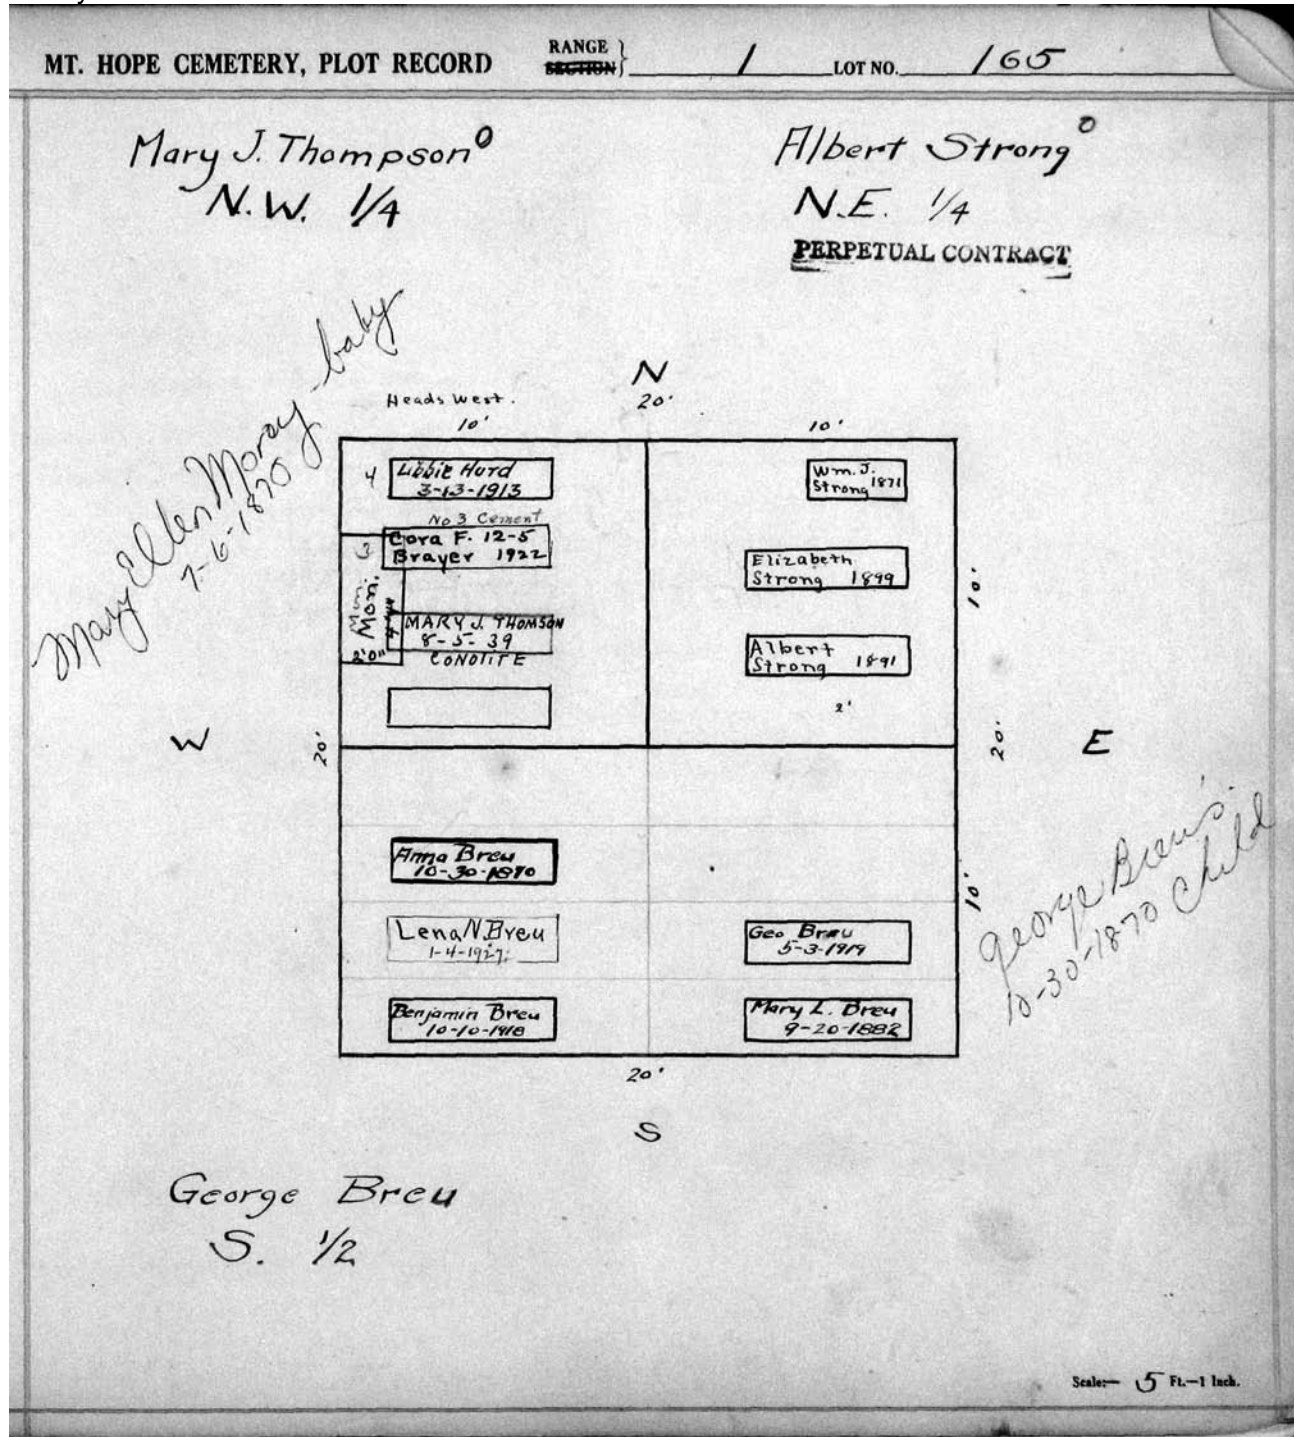 MT. HOPE CEMETERY, PLOT RECORD
RANGE
SECTION
1
LOT NO. 165
Mary J. Thompson
N.W. 1/4
Albert Strong
N.E. 1/4
PERPETUAL CONTRACT
Mary Ellen Moray - baby
7-6-1870
N
Heads West.
20'
10'
10'
4
Libbie Hurd
3-13-1913
Wm. J.
Strong 1871
No 3 Cement
3
Cora F. 12-5
Brayer 1922
Elizabeth
Strong 1899
10'
Mon.
Mon.
MARY J. THOMSON
8-5-39
2'0"
CONOLITE
Albert
Strong 1891
2'
W
20'
20'
E
Anna Breu
10-30-1870
George Breu's
10-30-1870 Child
10'
Lena N. Breu
1-4-1927
Geo Breu
5-3-1919
Benjamin Breu
10-10-1918
Mary L. Breu
9-20-1882
20'
S
George Breu
S. 1/2
Scale:— 5 Ft.—1 Inch.